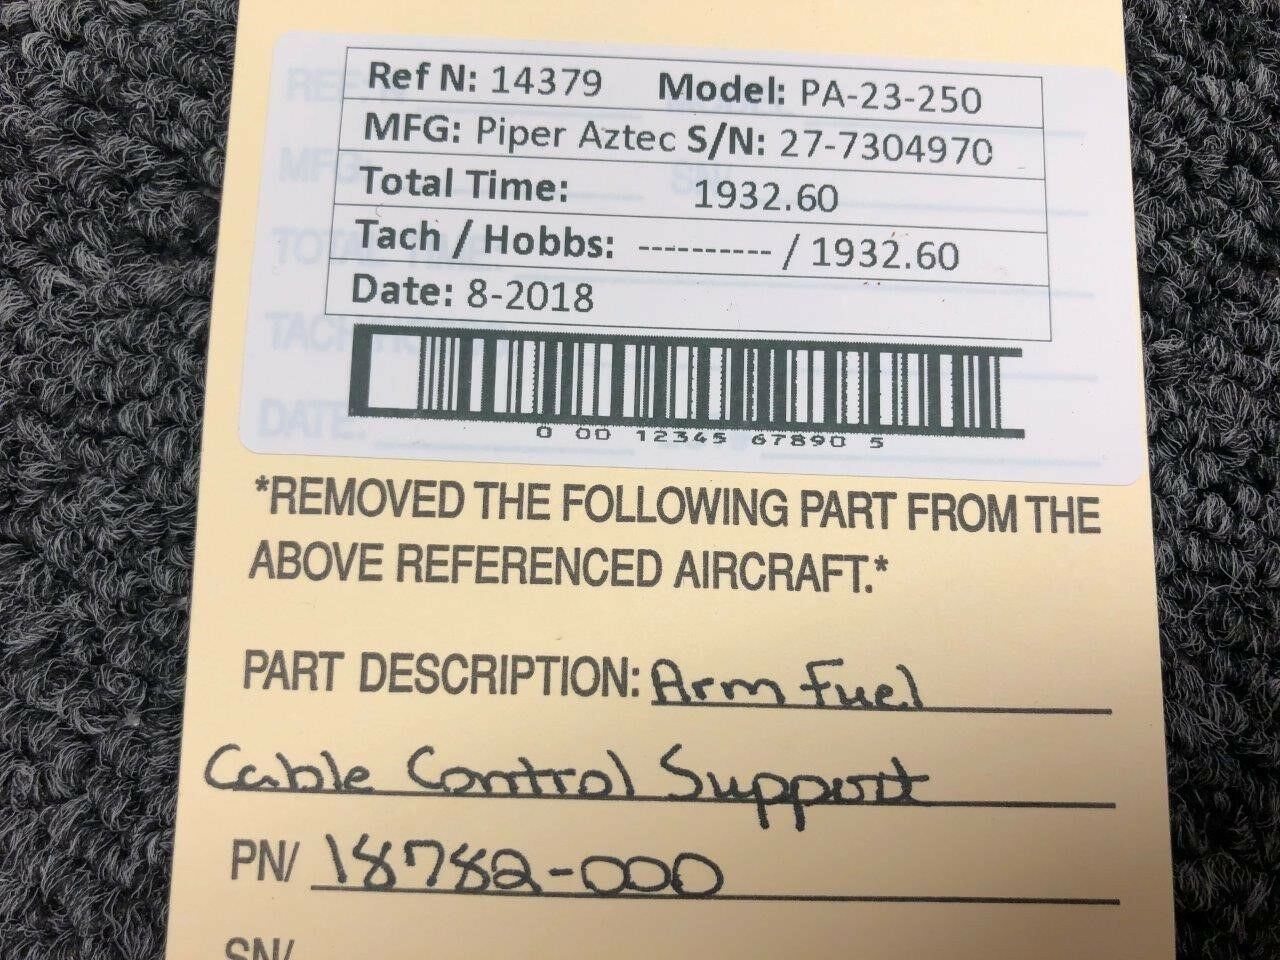 Ref N: 14379 Model: PA-23-250
MFG: Piper Aztec S/N: 27-7304970
Total Time: 1932.60
Tach / Hobbs: ---------- / 1932.60
Date: 8-2018
0 00 12345 67890 5
*REMOVED THE FOLLOWING PART FROM THE
ABOVE REFERENCED AIRCRAFT.*
PART DESCRIPTION: Arm Fuel
Cable Control Support
PN/ 18782-000
SN/